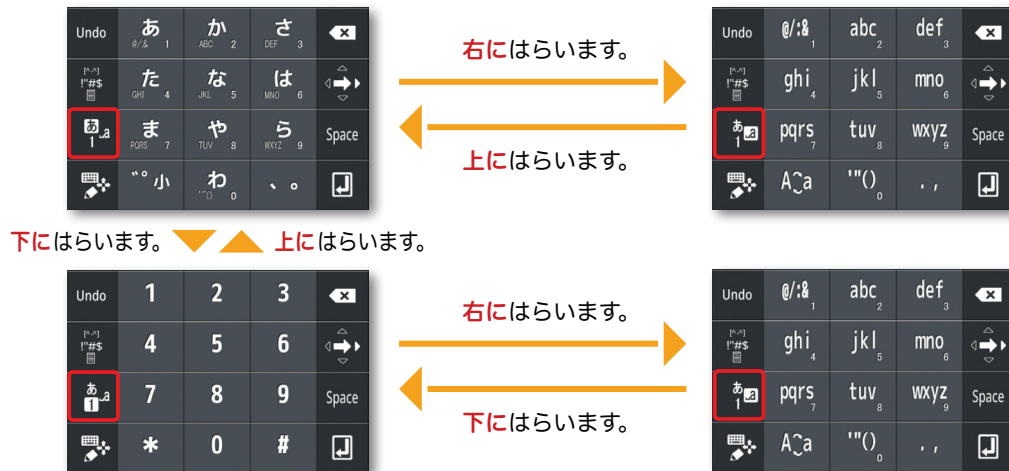 Undo あ @/:& 1 か ABC 2 さ DEF 3
[^.^] !"#$ た GHI 4 な JKL 5 は MNO 6
あ 1 .a ま PQRS 7 や TUV 8 ら WXYZ 9 Space
゛゜小 わ '"() 0 、。
右にはらいます。
上にはらいます。
Undo @/:& 1 abc 2 def 3
[^.^] !"#$ ghi 4 jkl 5 mno 6
あ 1 .a pqrs 7 tuv 8 wxyz 9 Space
A⤮a '"() 0 . ,
下にはらいます。 上にはらいます。
Undo 1 2 3
[^.^] !"#$ 4 5 6
あ 1 .a 7 8 9 Space
* 0 #
右にはらいます。
下にはらいます。
Undo @/:& 1 abc 2 def 3
[^.^] !"#$ ghi 4 jkl 5 mno 6
あ 1 .a pqrs 7 tuv 8 wxyz 9 Space
A⤮a '"() 0 . ,